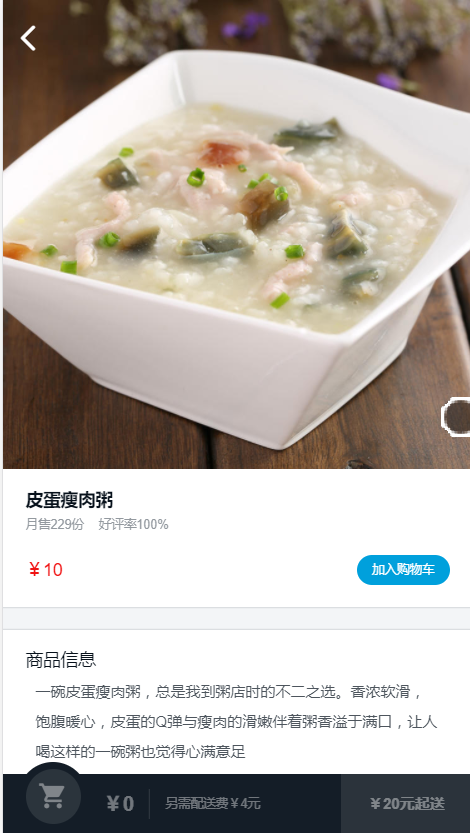 皮蛋瘦肉粥
月售229份 好评率100%
￥10 加入购物车
商品信息
一碗皮蛋瘦肉粥，总是我到粥店时的不二之选。香浓软滑，
饱腹暖心，皮蛋的Q弹与瘦肉的滑嫩伴着粥香溢于满口，让人
喝这样的一碗粥也觉得心满意足
￥0 另需配送费￥4元 ￥20元起送